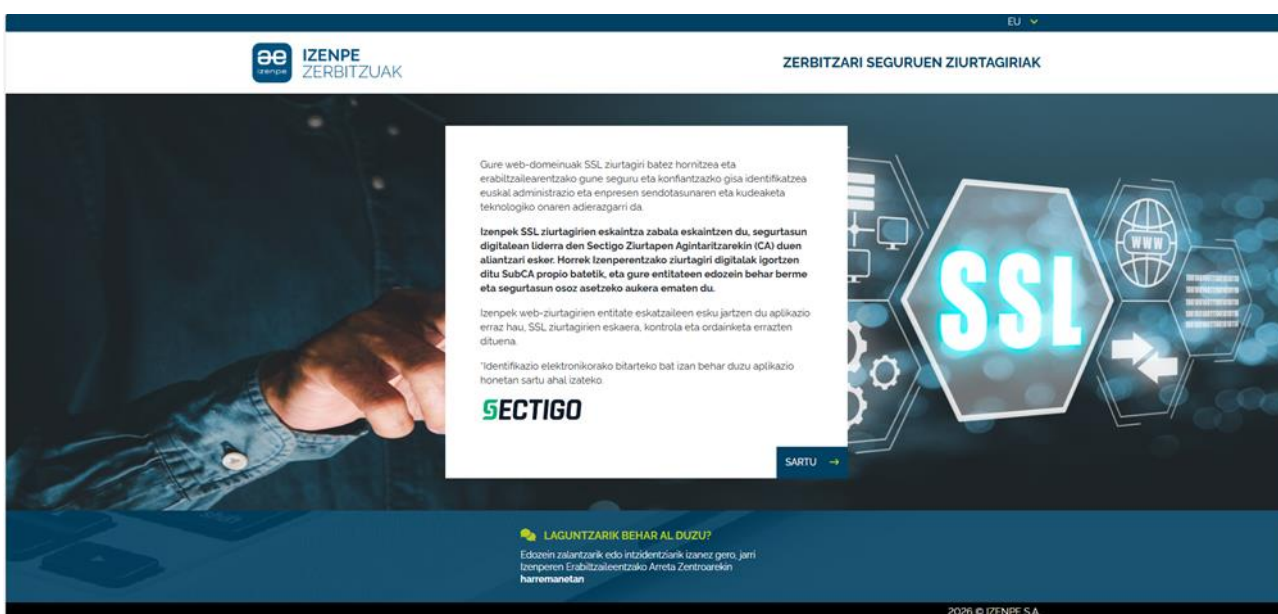 EU
izenpe
IZENPE
ZERBITZUAK
ZERBITZARI SEGURUEN ZIURTAGIRIAK
Gure web-domeinuak SSL ziurtagiri batez hornitzea eta
erabiltzailearentzako gune seguru eta konfiantzazko gisa identifikatzea
euskal administrazio eta enpresen sendotasunaren eta kudeaketa
teknologiko onaren adierazgarri da.
Izenpek SSL ziurtagirien eskaintza zabala eskaintzen du, segurtasun
digitalean liderra den Sectigo Ziurtapen Agintaritzarekin (CA) duen
aliantzari esker. Horrek Izenperentzako ziurtagiri digitalak igortzen
ditu SubCA propio batetik, eta gure entitateen edozein behar berme
eta segurtasun osoz asetzeko aukera ematen du.
Izenpek web-ziurtagirien entitate eskatzaileen esku jartzen du aplikazio
erraz hau, SSL ziurtagirien eskaera, kontrola eta ordainketa errazten
dituena.
*Identifikazio elektronikorako bitarteko bat izan behar duzu aplikazio
honetan sartu ahal izateko.
SECTIGO
SARTU →
SSL
WWW
LAGUNTZARIK BEHAR AL DUZU?
Edozein zalantzarik edo intzidentziarik izanez gero, jarri
Izenperen Erabiltzaileentzako Arreta Zentroarekin
harremanetan
2026 © IZENPE S.A.